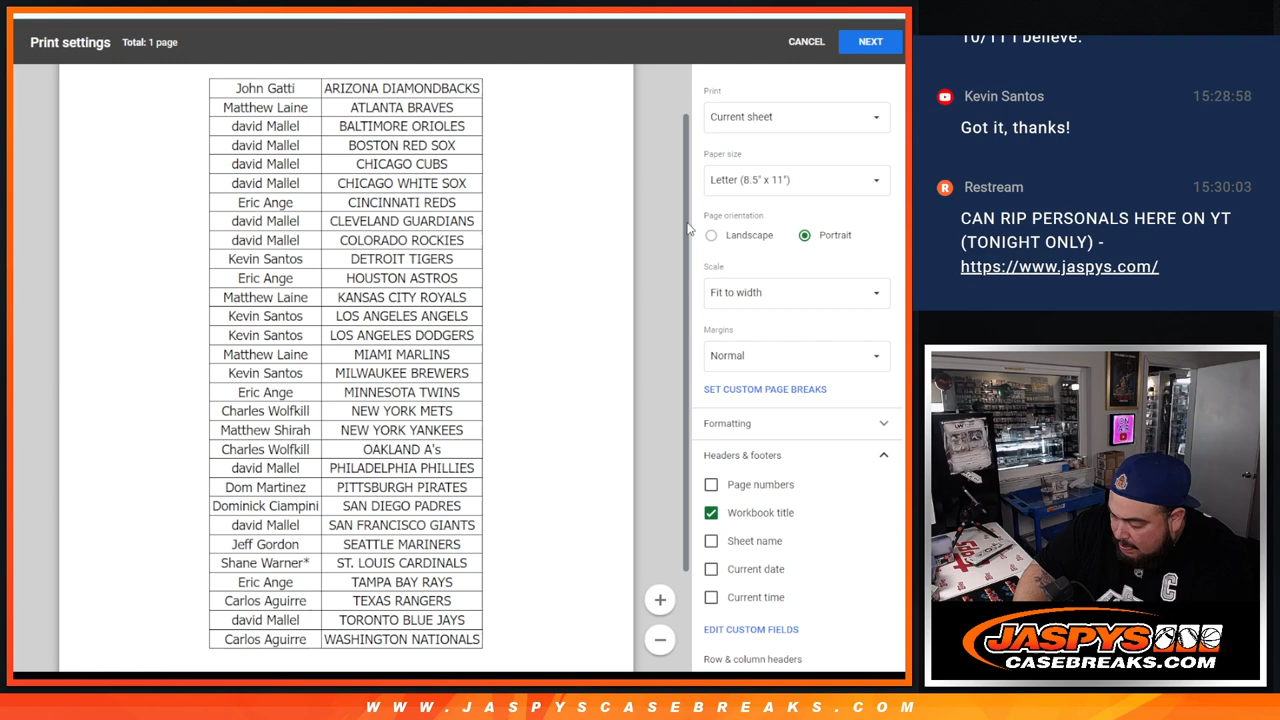 Print settings Total: 1 page CANCEL NEXT
John Gatti ARIZONA DIAMONDBACKS
Matthew Laine ATLANTA BRAVES
david Mallel BALTIMORE ORIOLES
david Mallel BOSTON RED SOX
david Mallel CHICAGO CUBS
david Mallel CHICAGO WHITE SOX
Eric Ange CINCINNATI REDS
david Mallel CLEVELAND GUARDIANS
david Mallel COLORADO ROCKIES
Kevin Santos DETROIT TIGERS
Eric Ange HOUSTON ASTROS
Matthew Laine KANSAS CITY ROYALS
Kevin Santos LOS ANGELES ANGELS
Kevin Santos LOS ANGELES DODGERS
Matthew Laine MIAMI MARLINS
Kevin Santos MILWAUKEE BREWERS
Eric Ange MINNESOTA TWINS
Charles Wolfkill NEW YORK METS
Matthew Shirah NEW YORK YANKEES
Charles Wolfkill OAKLAND A's
david Mallel PHILADELPHIA PHILLIES
Dom Martinez PITTSBURGH PIRATES
Dominick Ciampini SAN DIEGO PADRES
david Mallel SAN FRANCISCO GIANTS
Jeff Gordon SEATTLE MARINERS
Shane Warner* ST. LOUIS CARDINALS
Eric Ange TAMPA BAY RAYS
Carlos Aguirre TEXAS RANGERS
david Mallel TORONTO BLUE JAYS
Carlos Aguirre WASHINGTON NATIONALS
Print
Current sheet
Paper size
Letter (8.5" x 11")
Page orientation
Landscape Portrait
Scale
Fit to width
Margins
Normal
SET CUSTOM PAGE BREAKS
Formatting
Headers & footers
Page numbers
Workbook title
Sheet name
Current date
Current time
EDIT CUSTOM FIELDS
Row & column headers
10/11 I believe.
Kevin Santos 15:28:58
Got it, thanks!
Restream 15:30:03
CAN RIP PERSONALS HERE ON YT
(TONIGHT ONLY) -
https://www.jaspys.com/
JASPYS
CASEBREAKS.COM
WWW.JASPYSCASEBREAKS.COM